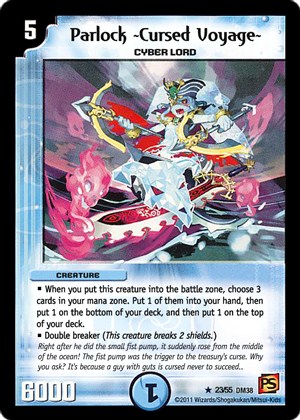 5
Parlock ~Cursed Voyage~
CYBER LORD
CREATURE
■ When you put this creature into the battle zone, choose 3
cards in your mana zone. Put 1 of them into your hand, then
put 1 on the bottom of your deck, and then put 1 on the top
of your deck.
■ Double breaker (This creature breaks 2 shields.)
Right after he did the small fist pump, it suddenly rose from the middle
of the ocean! The fist pump was the trigger to the treasure's curse. Why
you ask? It's because a guy with guts is cursed never to succeed..
6000
1
★ 23/55 DM38
PS
©2011 Wizards/Shogakukan/Mitsui-Kids